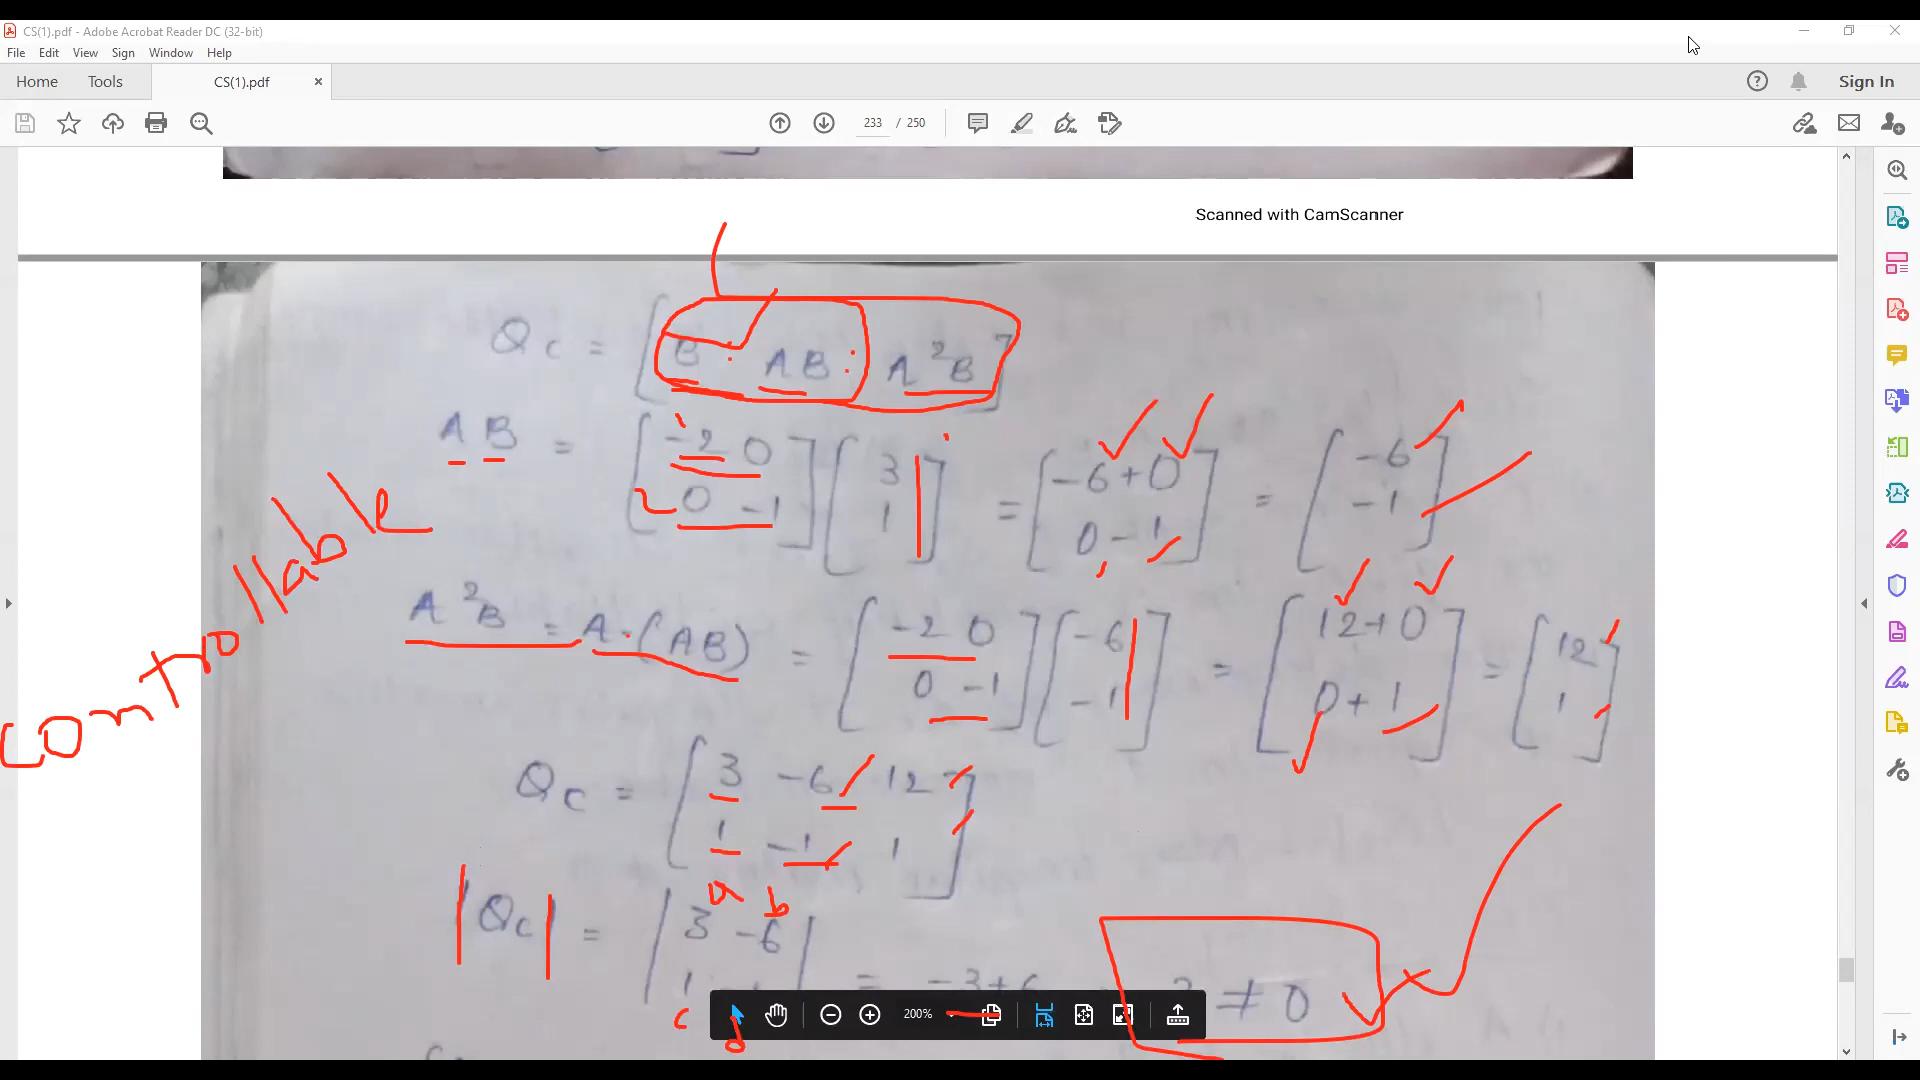 CS(1).pdf - Adobe Acrobat Reader DC (32-bit)
File Edit View Sign Window Help
Home Tools CS(1).pdf × Sign In
233 / 250
Scanned with CamScanner
Qc = [B : AB : A²B]
AB = [-2 0 [3 = [-6+0 = [-6
0 -1] 1] 0-1] -1]
A²B = A.(AB) = [-2 0 [-6 = [12+0 = [12
0 -1] -1] 0+1] 1]
controllable
Qc = [3 -6 12
1 -1 1]
a b
|Qc| = |3 -6
1 = -3+6 ≠ 0
c d
200%